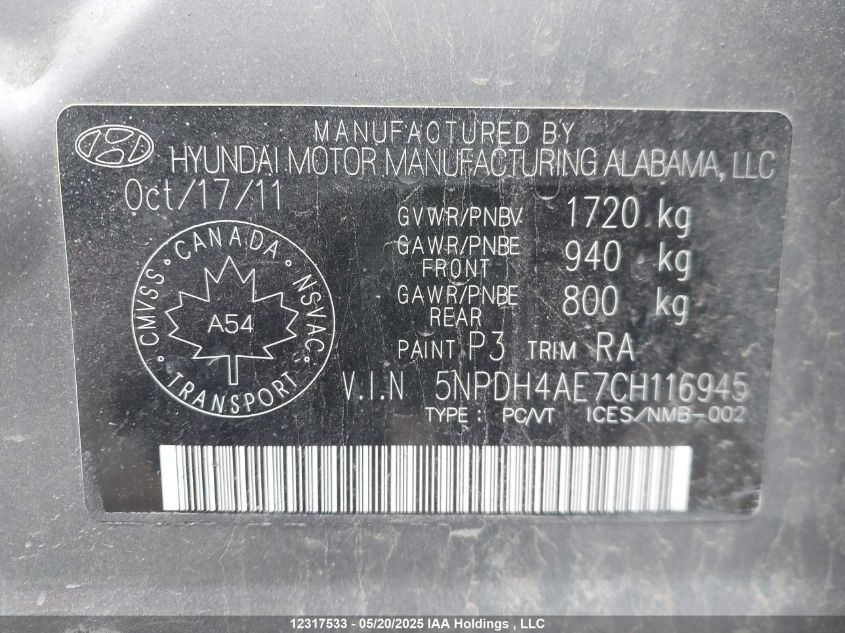 MANUFACTURED BY
HYUNDAI MOTOR MANUFACTURING ALABAMA, LLC
Oct/17/11
GVWR/PNBV 1720 kg
GAWR/PNBE FRONT 940 kg
GAWR/PNBE REAR 800 kg
PAINT P3 TRIM RA
V.I.N 5NPDH4AE7CH116945
TYPE: PC/VT ICES/NMB-002
CANADA
CMVSS NSVAC
A54
TRANSPORT
12317533 - 05/20/2025 IAA Holdings , LLC